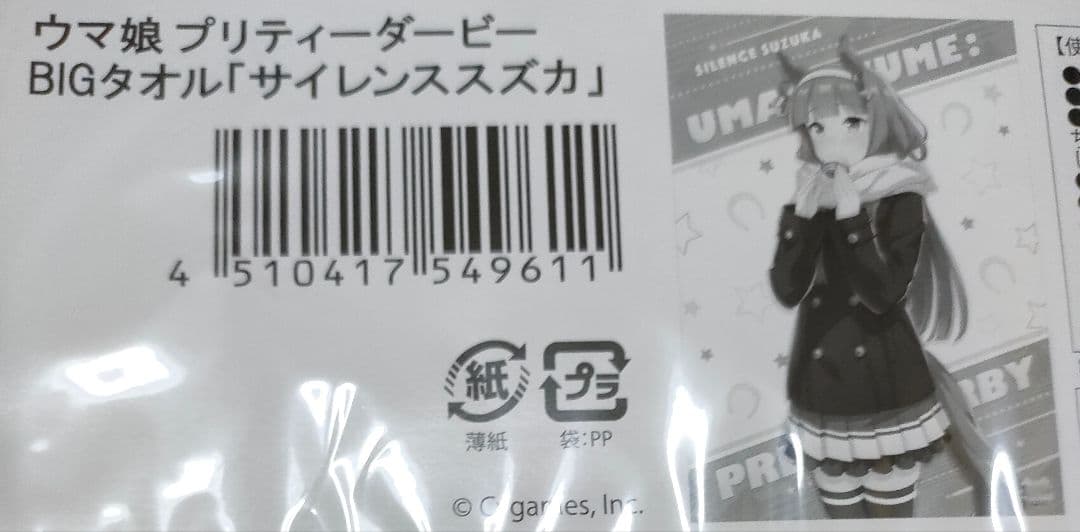 ウマ娘 プリティーダービー
BIGタオル「サイレンススズカ」
4 510417 549611
紙
プラ
薄紙
袋:PP
© Cygames, Inc.
SILENCE SUZUKA
【使